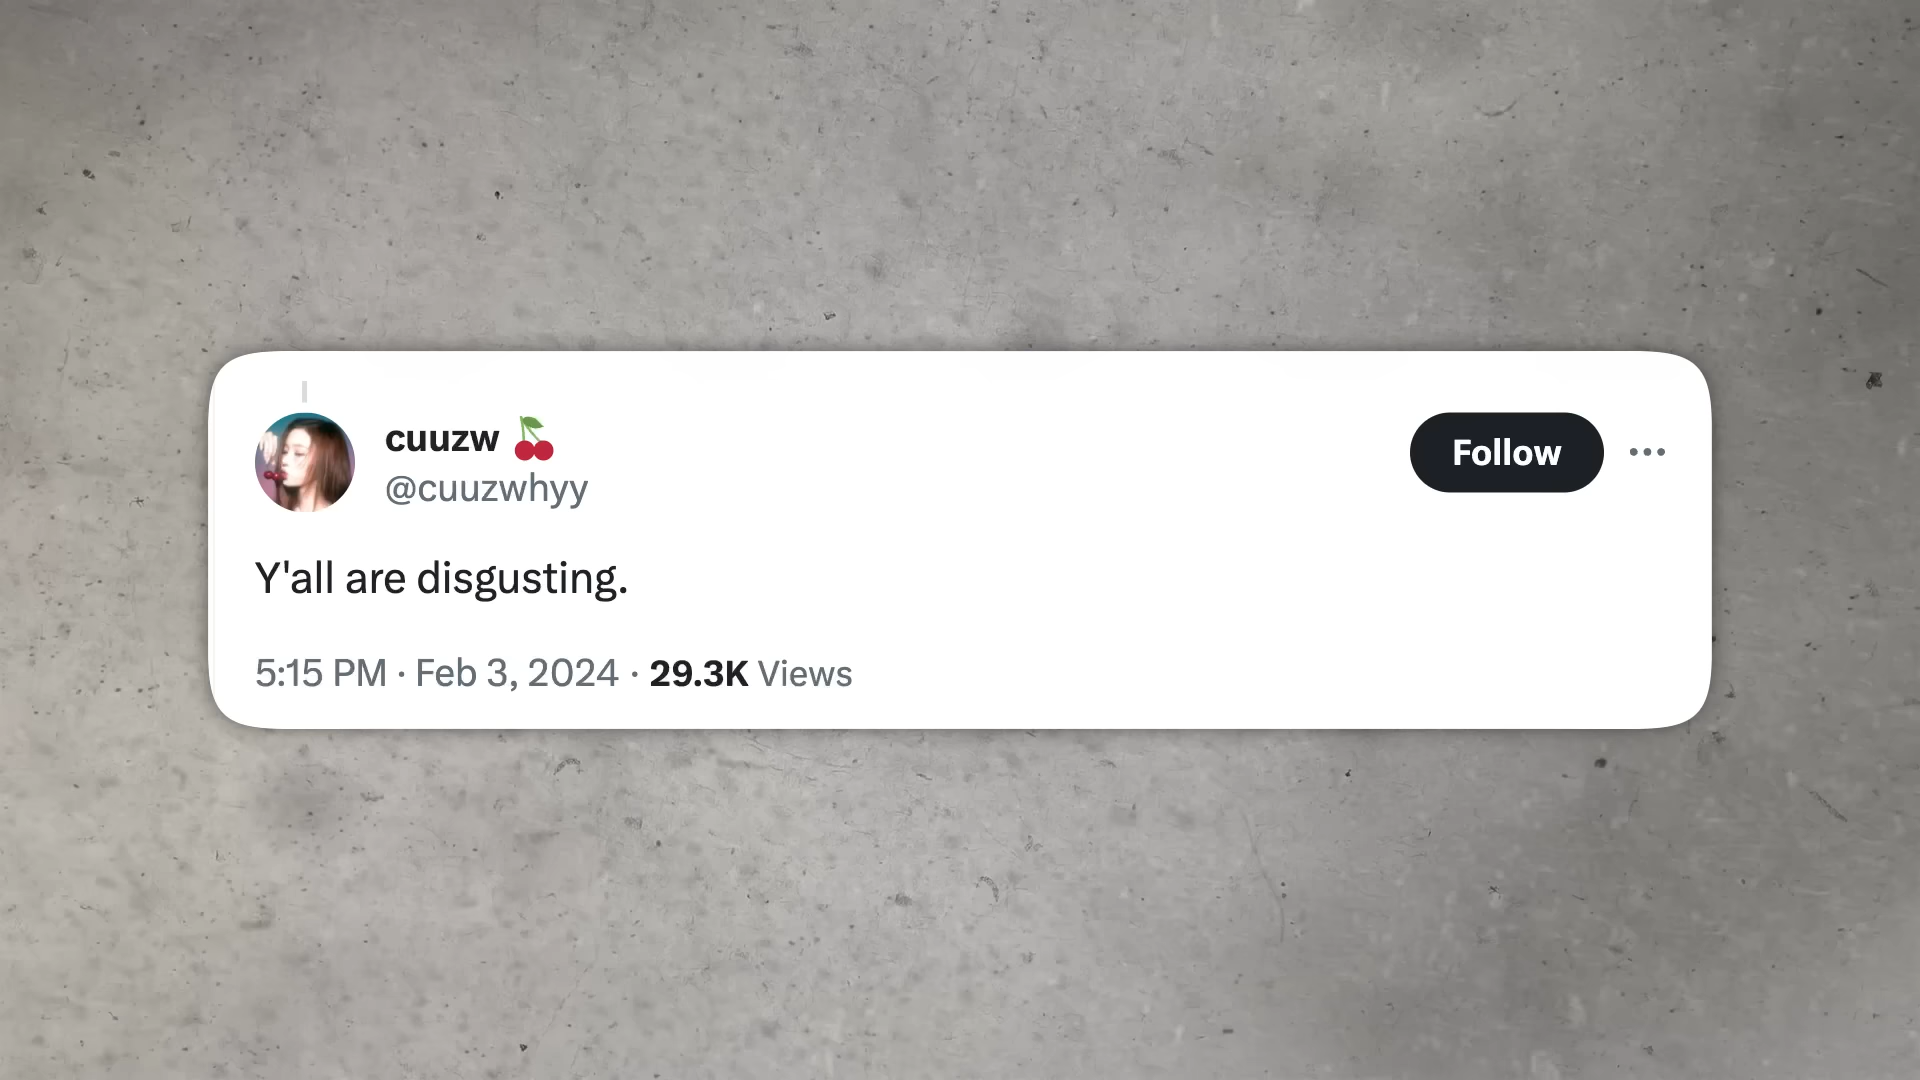 cuuzw 🍒
@cuuzwhyy
Follow
Y'all are disgusting.
5:15 PM · Feb 3, 2024 · 29.3K Views